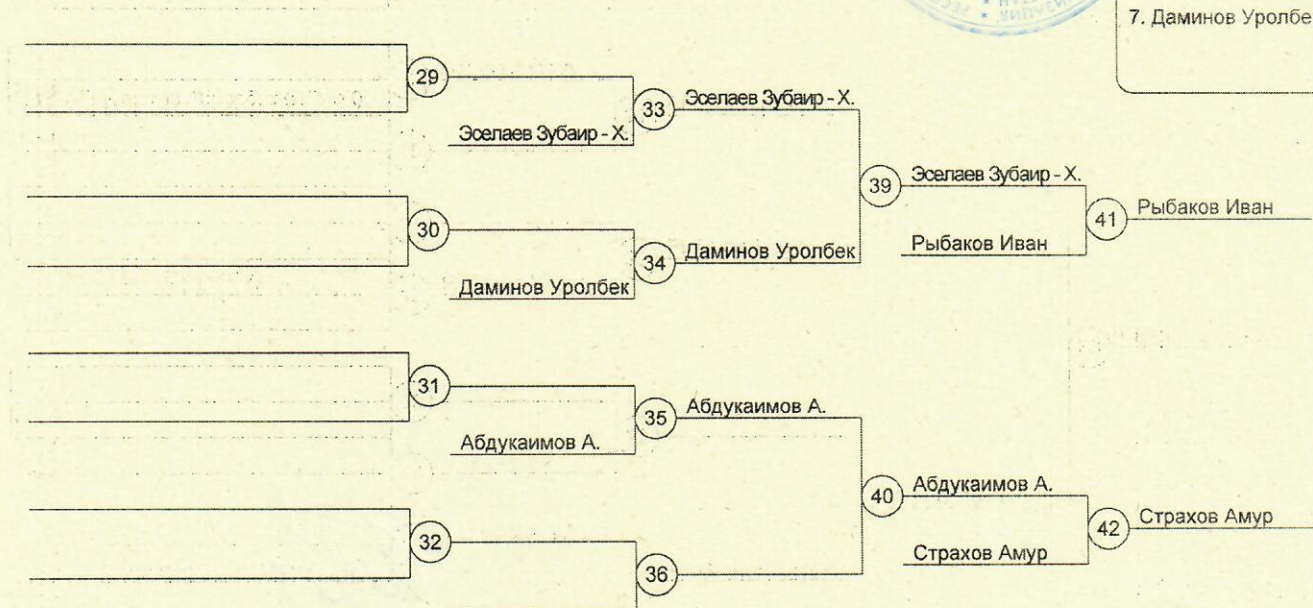 7. Даминов Уролбе
29
33
Эселаев Зубаир - Х.
Эселаев Зубаир - Х.
39
Эселаев Зубаир - Х.
41
Рыбаков Иван
30
Рыбаков Иван
34
Даминов Уролбек
Даминов Уролбек
31
35
Абдукаимов А.
Абдукаимов А.
40
Абдукаимов А.
42
Страхов Амур
32
Страхов Амур
36